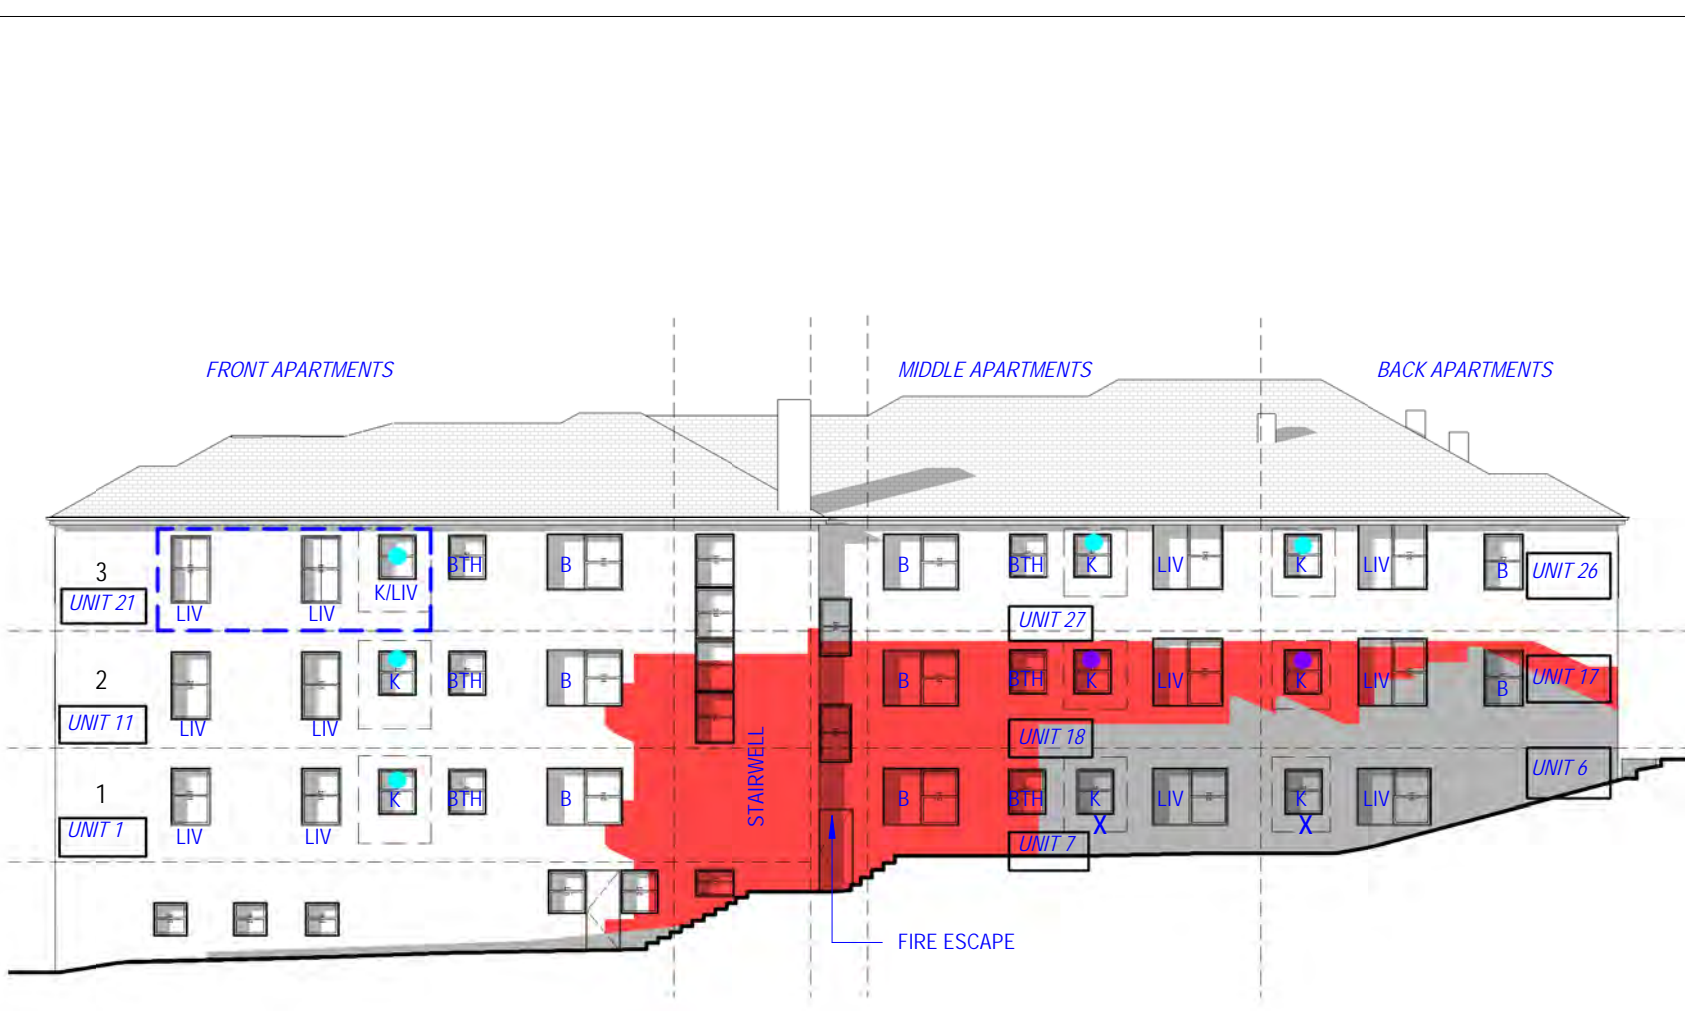 FRONT APARTMENTS
MIDDLE APARTMENTS
BACK APARTMENTS
3
UNIT 21
LIV
LIV
K/LIV
BTH
B
B
BTH
K
LIV
K
LIV
B
UNIT 26
UNIT 27
2
UNIT 11
LIV
LIV
K
BTH
B
B
BTH
K
LIV
K
LIV
B
UNIT 17
UNIT 18
1
UNIT 1
LIV
LIV
K
BTH
B
STAIRWELL
B
BTH
K
X
LIV
K
X
LIV
UNIT 6
UNIT 7
FIRE ESCAPE